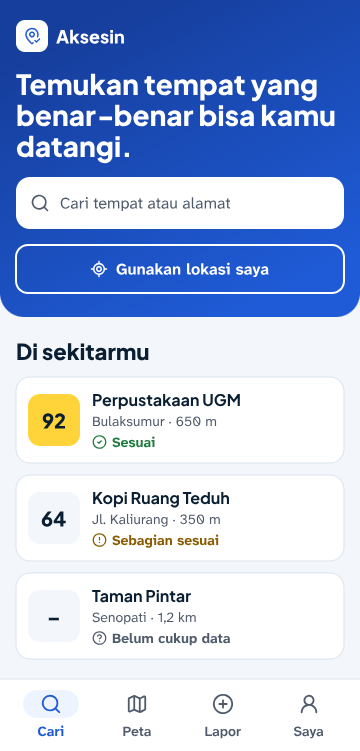 Aksesin
Temukan tempat yang
benar-benar bisa kamu
datangi.
Cari tempat atau alamat
Gunakan lokasi saya
Di sekitarmu
92
Perpustakaan UGM
Bulaksumur · 650 m
Sesuai
64
Kopi Ruang Teduh
Jl. Kaliurang · 350 m
Sebagian sesuai
–
Taman Pintar
Senopati · 1,2 km
Belum cukup data
Cari
Peta
Lapor
Saya